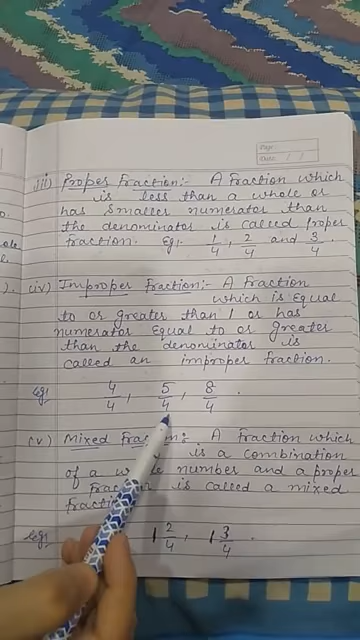 Page:
Date: / /
iii) Proper Fraction:- A fraction which
is less than a whole or
has smaller numerator than
the denominator is called proper
fraction. Eg: 1/4, 2/4 and 3/4.
(iv) Improper Fraction:- A Fraction
which is Equal
to or greater than 1 or has
numerator Equal to or greater
than the denominator is
called an improper fraction.
Eg: 4/4, 5/4, 8/4.
(v) Mixed Fraction:- A Fraction which
is a combination
of a whole number and a proper
Fraction is called a mixed
Fraction
Eg: 1 2/4, 1 3/4.